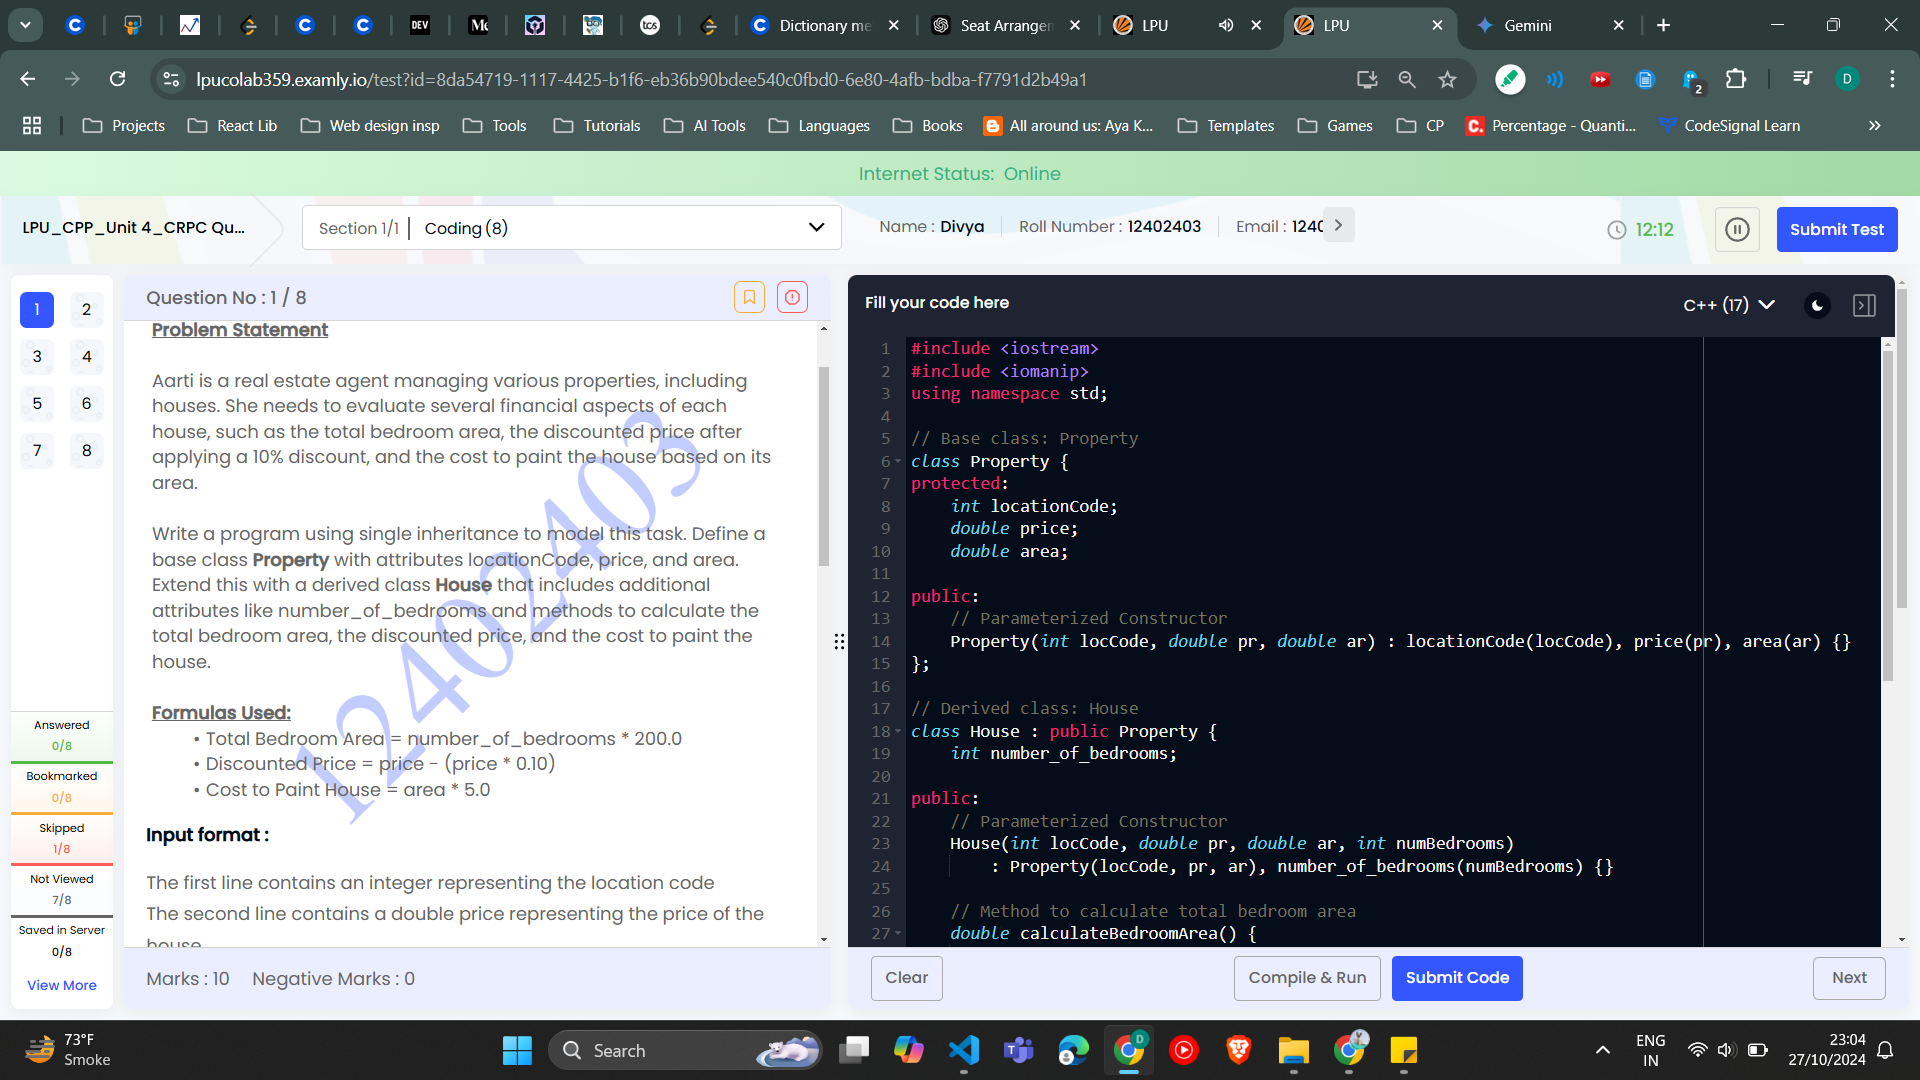 DEV
tcs
Dictionary me
Seat Arrangem
LPU
LPU
Gemini
lpucolab359.examly.io/test?id=8da54719-1117-4425-b1f6-eb36b90bdee540c0fbd0-6e80-4afb-bdba-f7791d2b49a1
D
2
Projects
React Lib
Web design insp
Tools
Tutorials
AI Tools
Languages
Books
All around us: Aya K...
Templates
Games
CP
Percentage - Quanti...
CodeSignal Learn
Internet Status: Online
LPU_CPP_Unit 4_CRPC Qu...
Section 1/1 | Coding (8)
Name : Divya
Roll Number : 12402403
Email : 1240
12:12
Submit Test
1 2
3 4
5 6
7 8
Answered
0/8
Bookmarked
0/8
Skipped
1/8
Not Viewed
7/8
Saved in Server
0/8
View More
Question No : 1 / 8
Problem Statement
Aarti is a real estate agent managing various properties, including
houses. She needs to evaluate several financial aspects of each
house, such as the total bedroom area, the discounted price after
applying a 10% discount, and the cost to paint the house based on its
area.
Write a program using single inheritance to model this task. Define a
base class Property with attributes locationCode, price, and area.
Extend this with a derived class House that includes additional
attributes like number_of_bedrooms and methods to calculate the
total bedroom area, the discounted price, and the cost to paint the
house.
Formulas Used:
• Total Bedroom Area = number_of_bedrooms * 200.0
• Discounted Price = price - (price * 0.10)
• Cost to Paint House = area * 5.0
12402403
Input format :
The first line contains an integer representing the location code
The second line contains a double price representing the price of the
house
Marks : 10 Negative Marks : 0
Fill your code here
C++ (17)
1 #include <iostream>
2 #include <iomanip>
3 using namespace std;
4
5 // Base class: Property
6 class Property {
7 protected:
8 int locationCode;
9 double price;
10 double area;
11
12 public:
13 // Parameterized Constructor
14 Property(int locCode, double pr, double ar) : locationCode(locCode), price(pr), area(ar) {}
15 };
16
17 // Derived class: House
18 class House : public Property {
19 int number_of_bedrooms;
20
21 public:
22 // Parameterized Constructor
23 House(int locCode, double pr, double ar, int numBedrooms)
24 : Property(locCode, pr, ar), number_of_bedrooms(numBedrooms) {}
25
26 // Method to calculate total bedroom area
27 double calculateBedroomArea() {
Clear
Compile & Run
Submit Code
Next
73°F
Smoke
Search
D
ENG
IN
23:04
27/10/2024